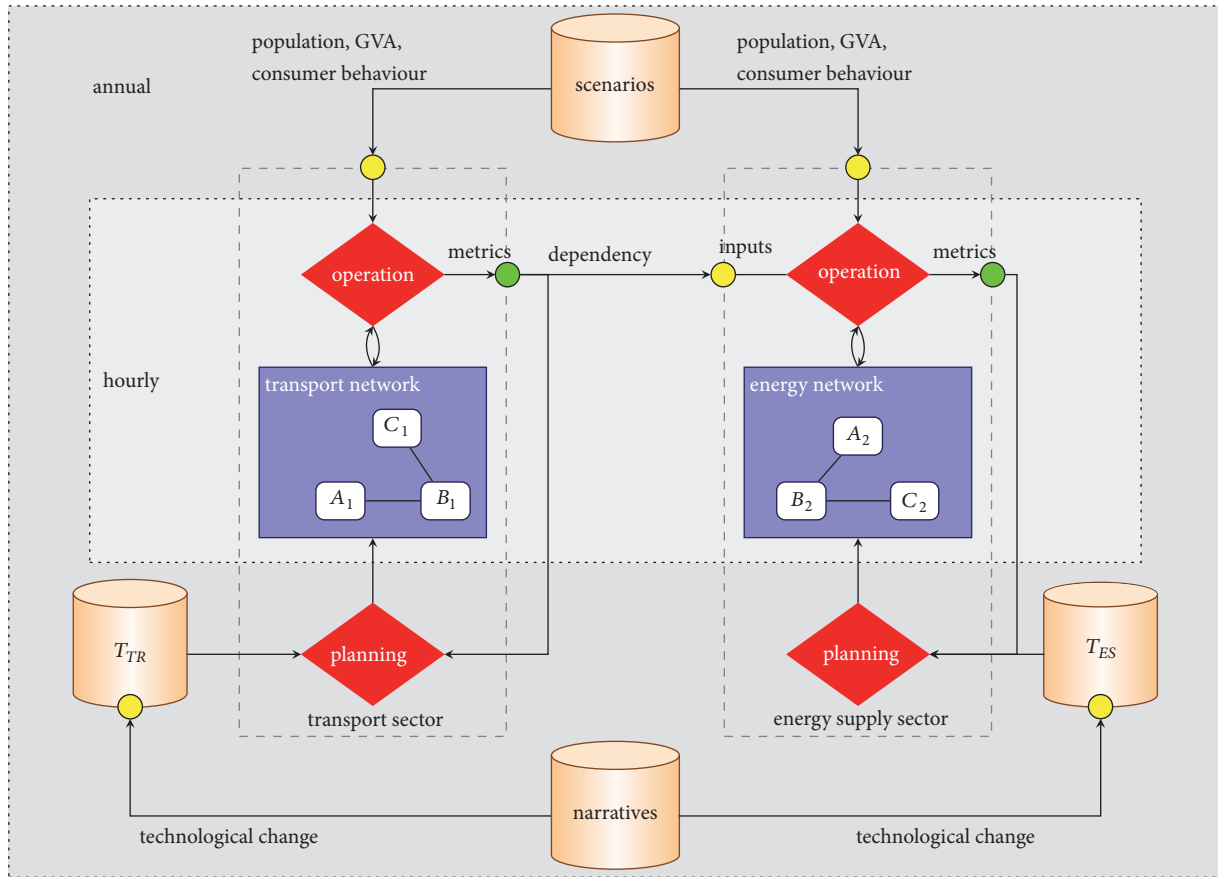 population, GVA,
consumer behaviour
population, GVA,
consumer behaviour
annual
scenarios
metrics
dependency
inputs
metrics
operation
operation
hourly
transport network
energy network
C₁
A₂
A₁
B₁
B₂
C₂
T_TR
planning
planning
T_ES
transport sector
energy supply sector
narratives
technological change
technological change